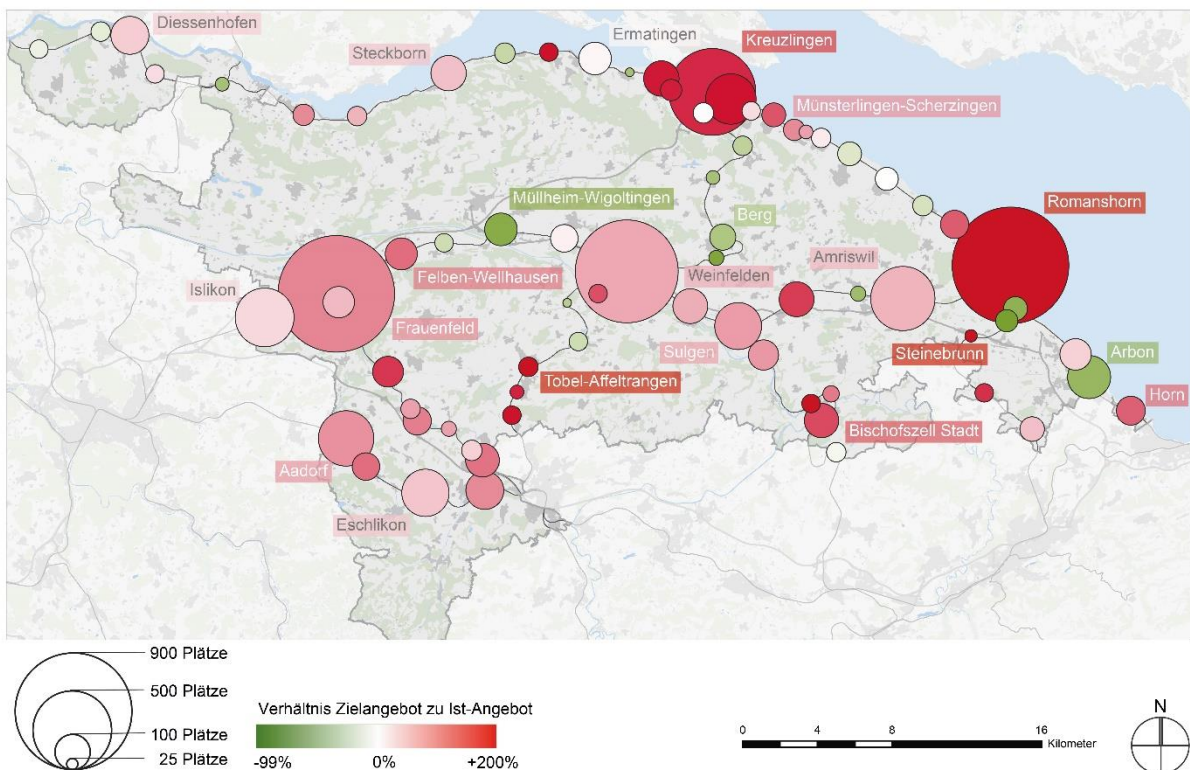 Diessenhofen
Steckborn
Ermatingen
Kreuzlingen
Münsterlingen-Scherzingen
Müllheim-Wigoltingen
Berg
Romanshorn
Felben-Wellhausen
Weinfelden
Amriswil
Islikon
Frauenfeld
Sulgen
Steinebrunn
Arbon
Tobel-Affeltrangen
Horn
Bischofszell Stadt
Aadorf
Eschlikon
900 Plätze
500 Plätze
100 Plätze
25 Plätze
Verhältnis Zielangebot zu Ist-Angebot
-99% 0% +200%
0 4 8 16
Kilometer
N